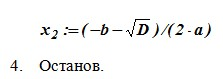 x₂ := (–b – √D) / (2 · a)
4. Останов.